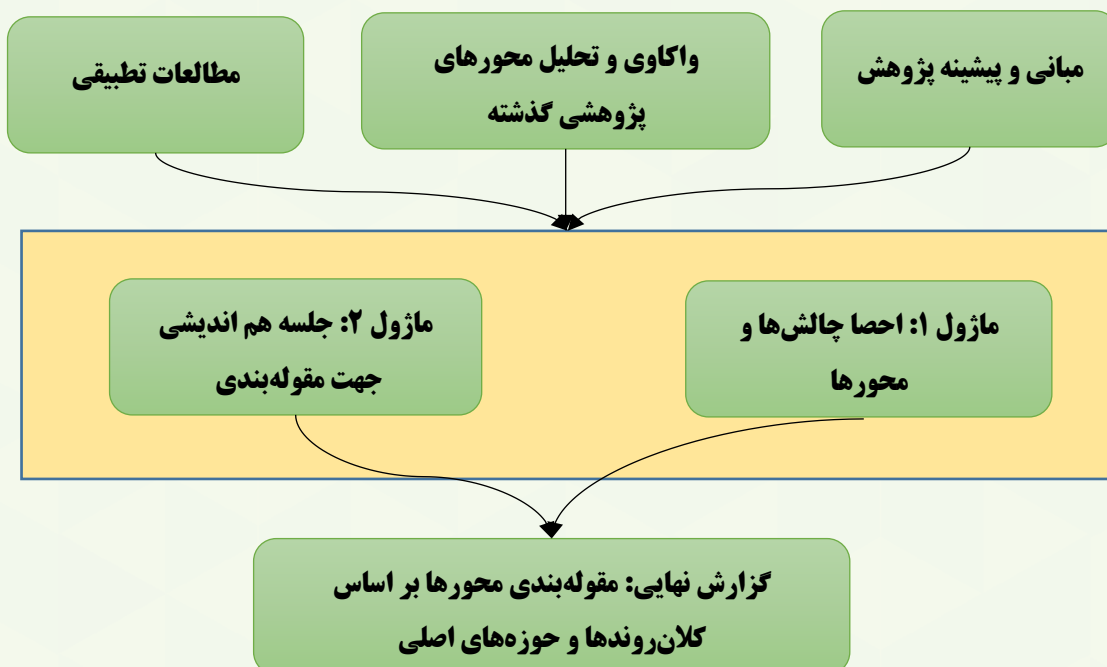 مبانی و پیشینه پژوهش
واکاوی و تحلیل محورهای
پژوهشی گذشته
مطالعات تطبیقی
ماژول ۱: احصا چالش‌ها و
محورها
ماژول ۲: جلسه هم اندیشی
جهت مقوله‌بندی
گزارش نهایی: مقوله‌بندی محورها بر اساس
کلان‌روندها و حوزه‌های اصلی